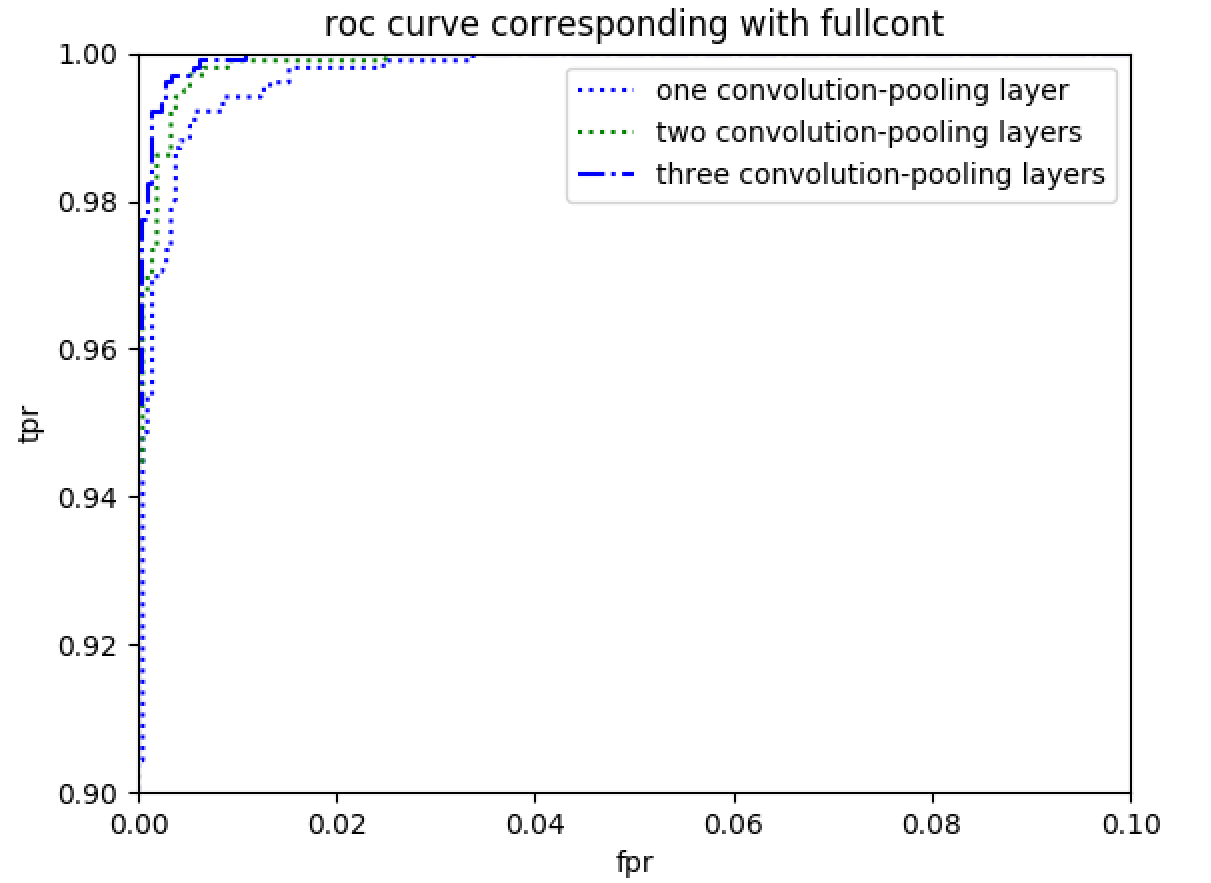 roc curve corresponding with fullcont
1.00
0.98
0.96
0.94
0.92
0.90
tpr
one convolution-pooling layer
two convolution-pooling layers
three convolution-pooling layers
0.00 0.02 0.04 0.06 0.08 0.10
fpr